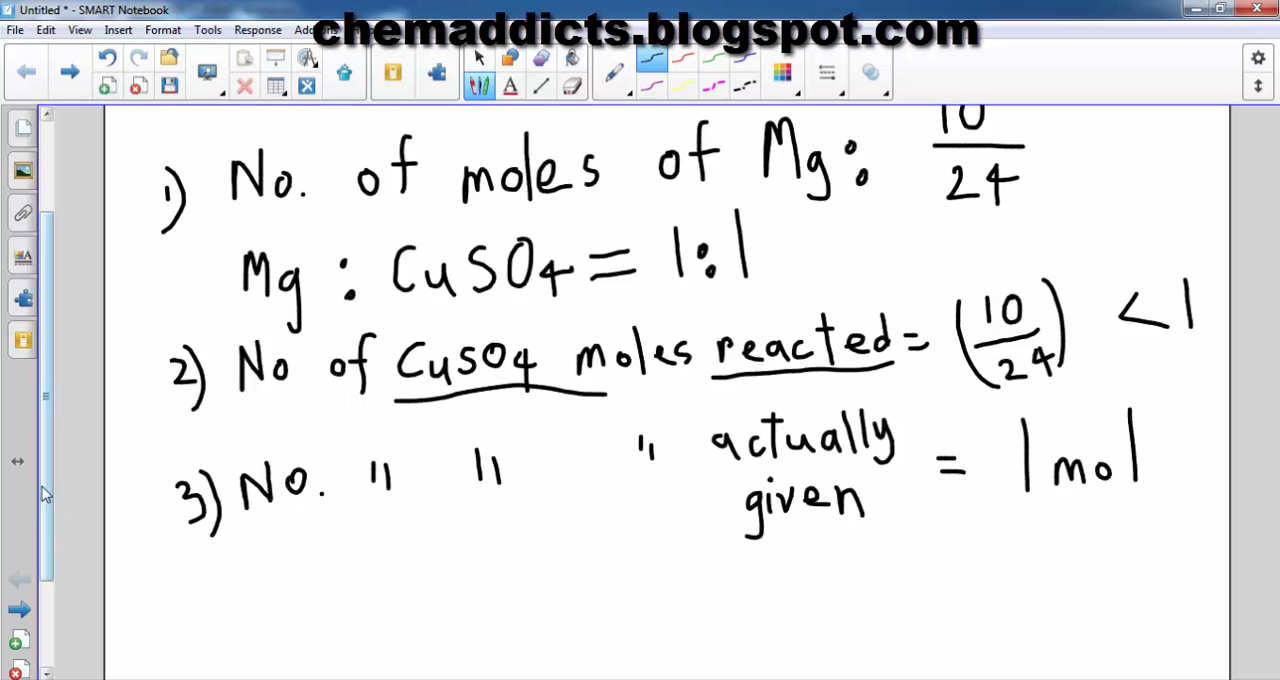 Untitled * - SMART Notebook
chemaddicts.blogspot.com
File Edit View Insert Format Tools Response
1) No. of moles of Mg: 10/24
Mg : CuSO4 = 1:1
2) No of CuSO4 moles reacted = (10/24) < 1
3) No. " " " actually given = 1 mol